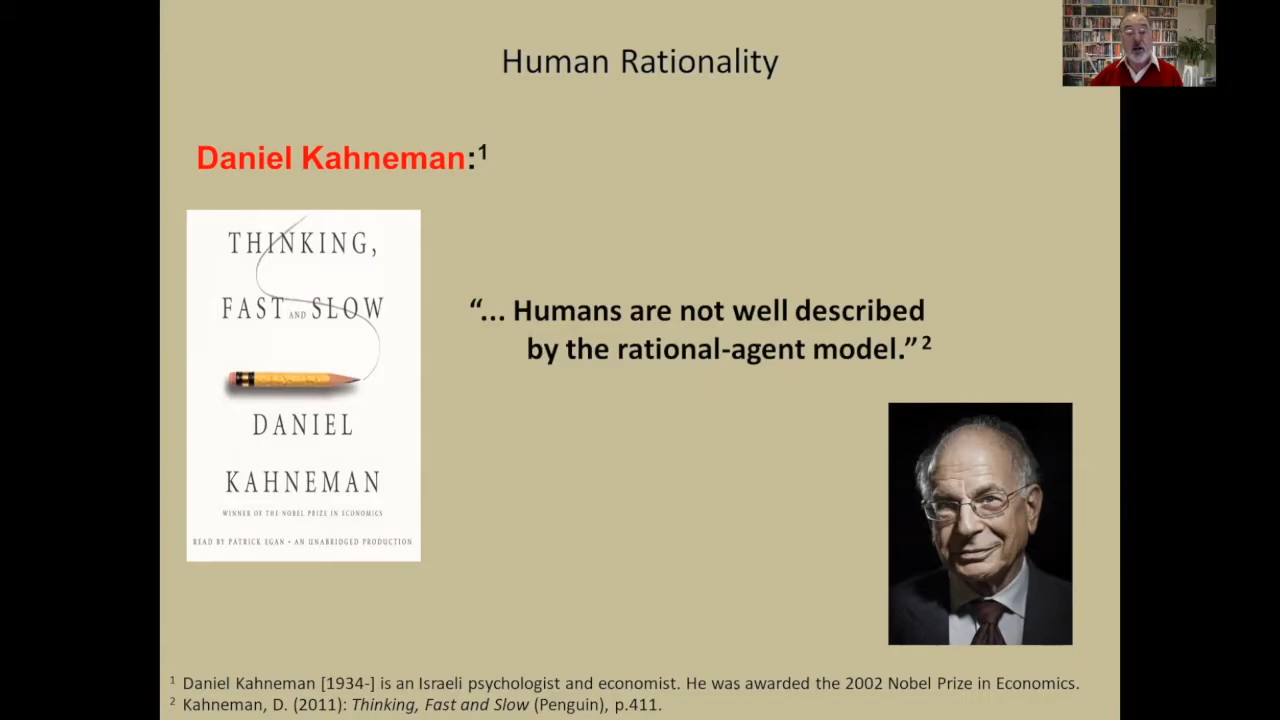 Human Rationality
Daniel Kahneman:¹
THINKING,
FAST AND SLOW
DANIEL
KAHNEMAN
WINNER OF THE NOBEL PRIZE IN ECONOMICS
READ BY PATRICK EGAN • AN UNABRIDGED PRODUCTION
“... Humans are not well described
by the rational-agent model.” ²
¹ Daniel Kahneman [1934-] is an Israeli psychologist and economist. He was awarded the 2002 Nobel Prize in Economics.
² Kahneman, D. (2011): Thinking, Fast and Slow (Penguin), p.411.